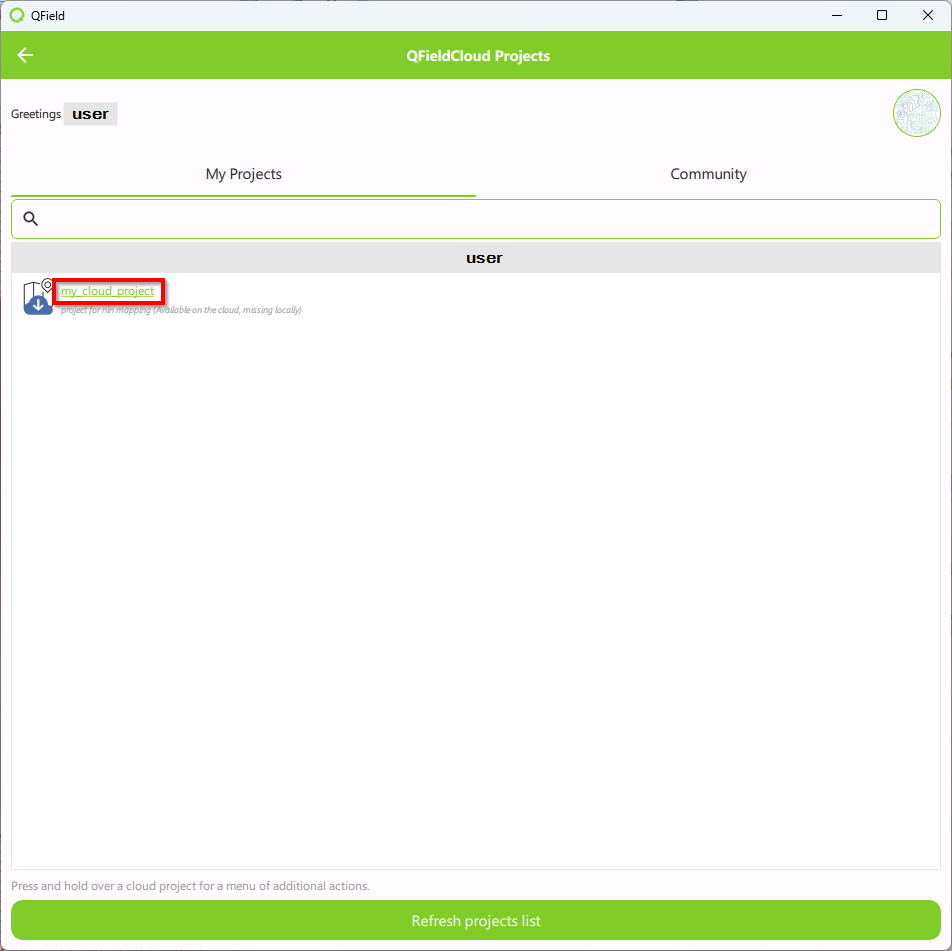 QField
QFieldCloud Projects
Greetings user
My Projects
Community
user
my_cloud_project
project for nln mapping (Available on the cloud, missing locally)
Press and hold over a cloud project for a menu of additional actions.
Refresh projects list